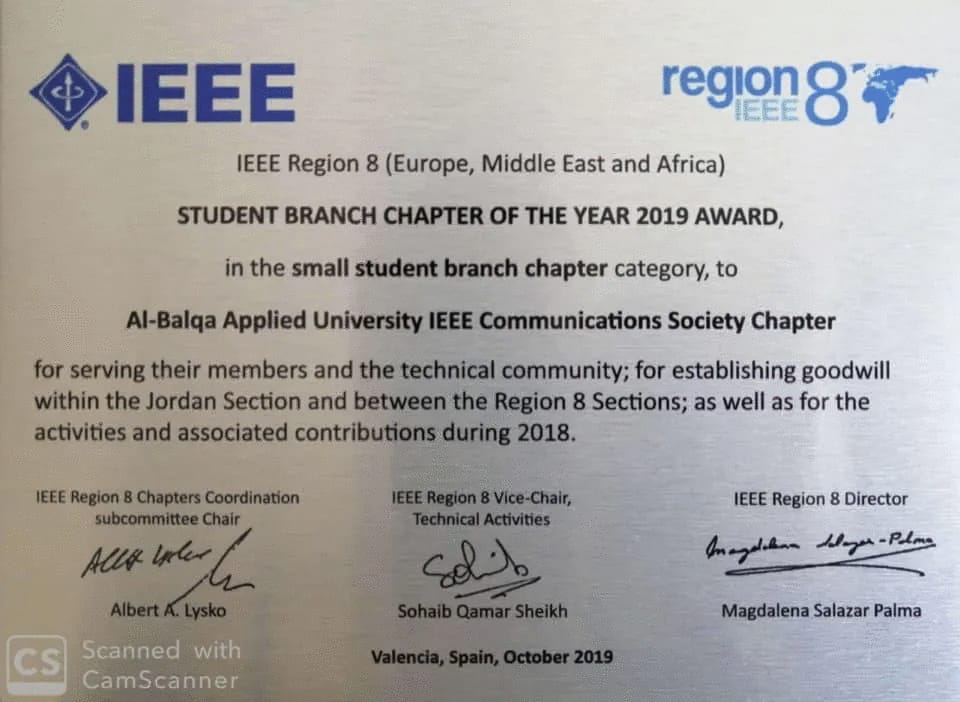 IEEE
region 8
IEEE
IEEE Region 8 (Europe, Middle East and Africa)
STUDENT BRANCH CHAPTER OF THE YEAR 2019 AWARD,
in the small student branch chapter category, to
Al-Balqa Applied University IEEE Communications Society Chapter
for serving their members and the technical community; for establishing goodwill
within the Jordan Section and between the Region 8 Sections; as well as for the
activities and associated contributions during 2018.
IEEE Region 8 Chapters Coordination
subcommittee Chair
Albert A. Lysko
IEEE Region 8 Vice-Chair,
Technical Activities
Sohaib
Sohaib Qamar Sheikh
IEEE Region 8 Director
Magdalena Salazar-Palma
Magdalena Salazar Palma
Valencia, Spain, October 2019
CS
Scanned with
CamScanner